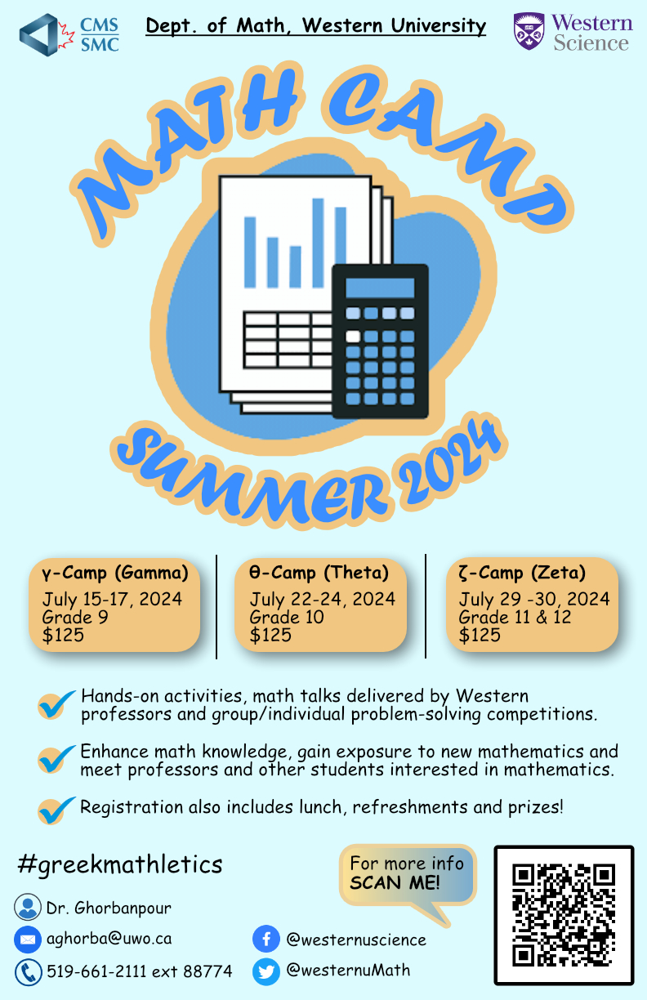 CMS
SMC
Dept. of Math, Western University
Western
Science
MATH CAMP
SUMMER 2024
γ-Camp (Gamma)
July 15-17, 2024
Grade 9
$125
θ-Camp (Theta)
July 22-24, 2024
Grade 10
$125
ζ-Camp (Zeta)
July 29 -30, 2024
Grade 11 & 12
$125
Hands-on activities, math talks delivered by Western
professors and group/individual problem-solving competitions.
Enhance math knowledge, gain exposure to new mathematics and
meet professors and other students interested in mathematics.
Registration also includes lunch, refreshments and prizes!
#greekmathletics
For more info
SCAN ME!
Dr. Ghorbanpour
aghorba@uwo.ca
@westernuscience
519-661-2111 ext 88774
@westernuMath